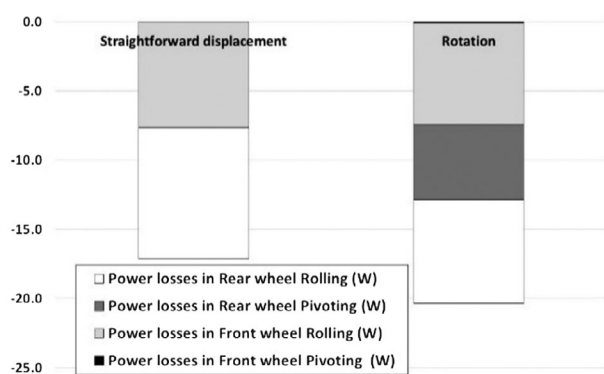 0.0
Straightforward displacement
Rotation
-5.0
-10.0
-15.0
-20.0
-25.0
Power losses in Rear wheel Rolling (W)
Power losses in Rear wheel Pivoting (W)
Power losses in Front wheel Rolling (W)
Power losses in Front wheel Pivoting (W)